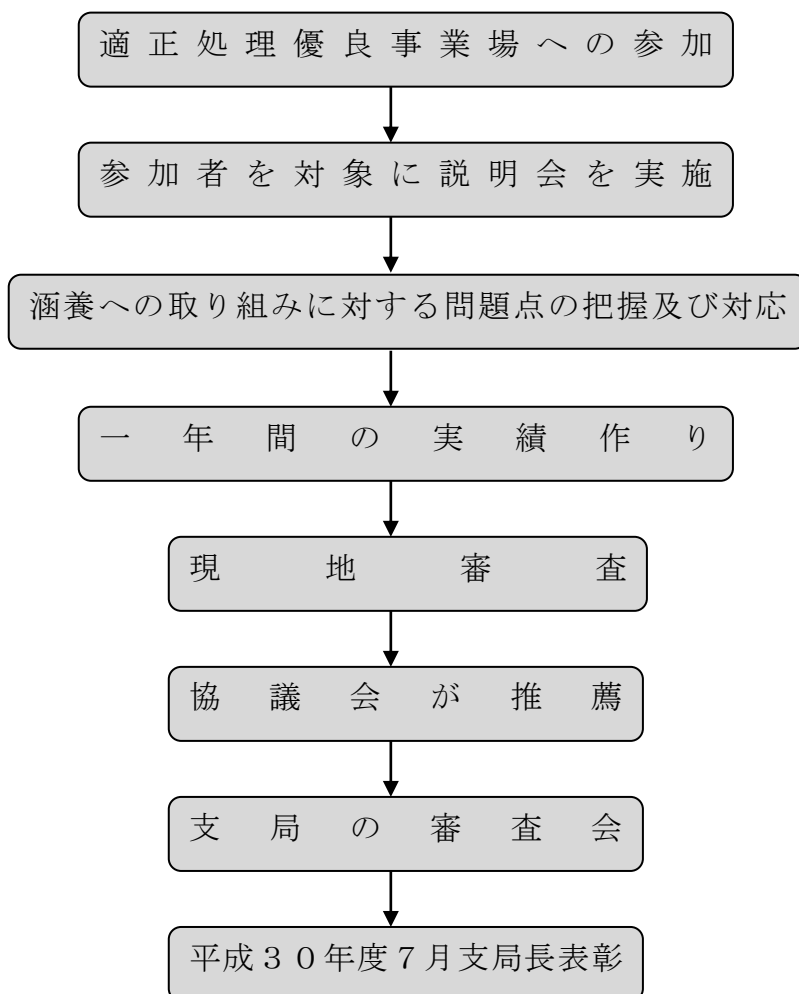 適正処理優良事業場への参加
参加者を対象に説明会を実施
涵養への取り組みに対する問題点の把握及び対応
一年間の実績作り
現地審査
協議会が推薦
支局の審査会
平成３０年度７月支局長表彰